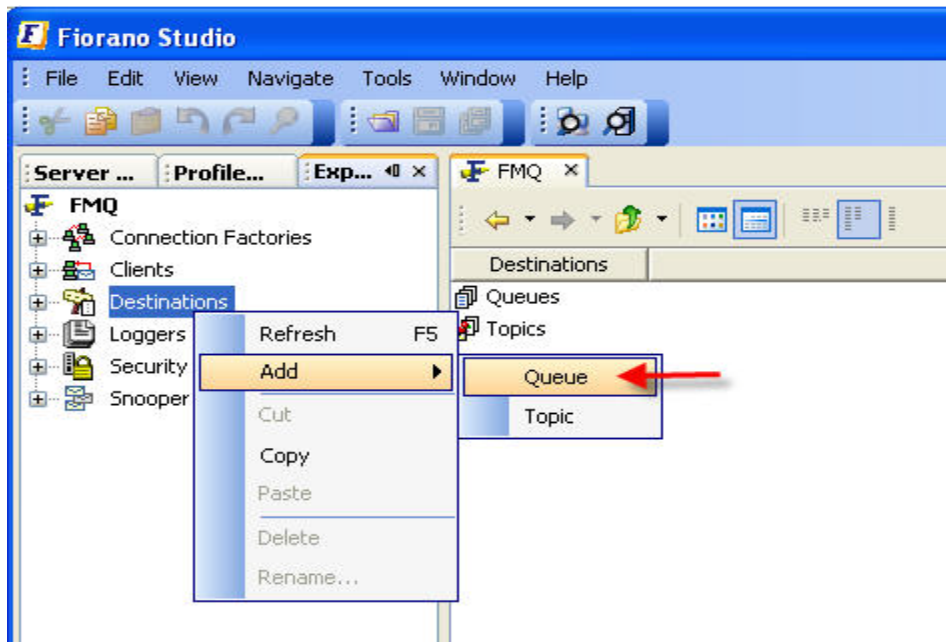 Fiorano Studio
File Edit View Navigate Tools Window Help
Server ... Profile... Exp... FMQ
FMQ
Connection Factories
Clients
Destinations
Loggers
Security
Snooper
Destinations
Queues
Topics
Refresh F5
Add
Cut
Copy
Paste
Delete
Rename...
Queue
Topic